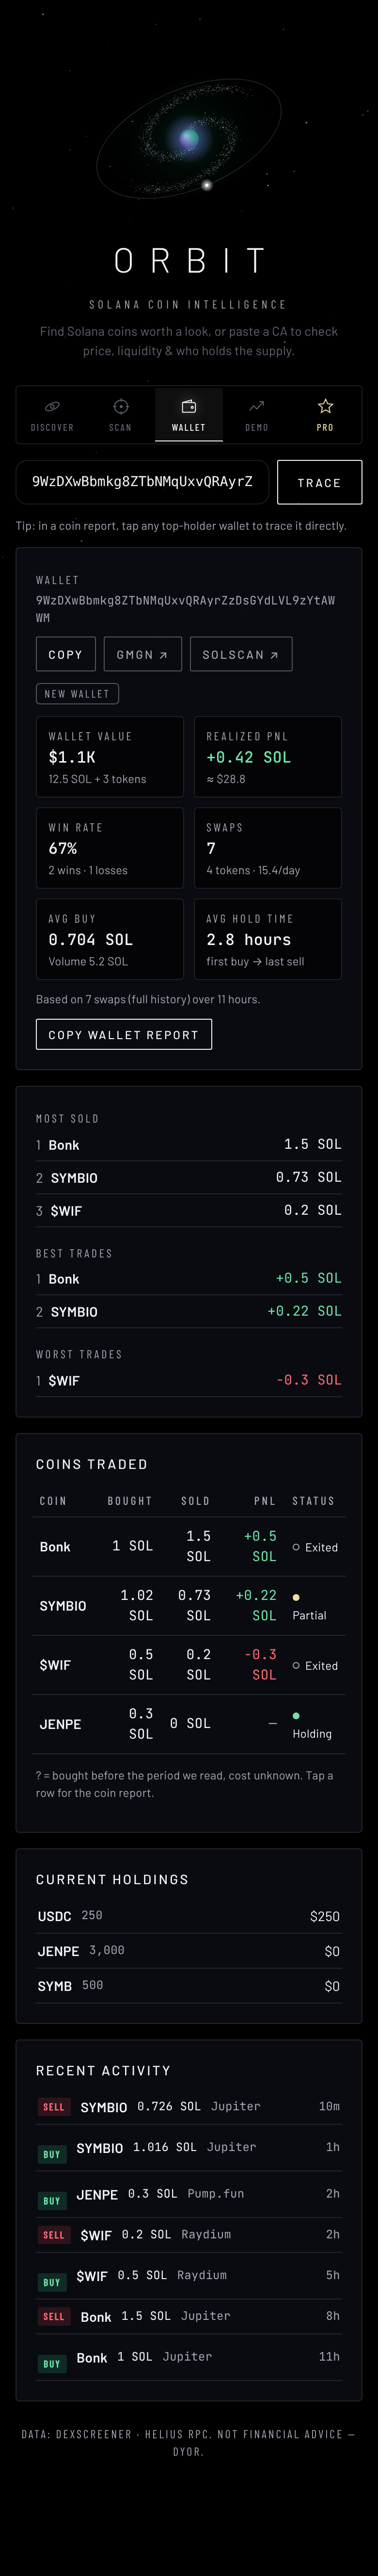 ORBIT
SOLANA COIN INTELLIGENCE
Find Solana coins worth a look, or paste a CA to check
price, liquidity & who holds the supply.
DISCOVER SCAN WALLET DEMO PRO
9WzDXwBbmkg8ZTbNMqUxvQRAyrZ TRACE
Tip: in a coin report, tap any top-holder wallet to trace it directly.
WALLET
9WzDXwBbmkg8ZTbNMqUxvQRAyrZzDsGYdLVL9zYtAW
WM
COPY GMGN ↗ SOLSCAN ↗
NEW WALLET
WALLET VALUE REALIZED PNL
$1.1K +0.42 SOL
12.5 SOL + 3 tokens ≈ $28.8
WIN RATE SWAPS
67% 7
2 wins · 1 losses 4 tokens · 15.4/day
AVG BUY AVG HOLD TIME
0.704 SOL 2.8 hours
Volume 5.2 SOL first buy → last sell
Based on 7 swaps (full history) over 11 hours.
COPY WALLET REPORT
MOST SOLD
1 Bonk 1.5 SOL
2 SYMBIO 0.73 SOL
3 $WIF 0.2 SOL
BEST TRADES
1 Bonk +0.5 SOL
2 SYMBIO +0.22 SOL
WORST TRADES
1 $WIF -0.3 SOL
COINS TRADED
COIN BOUGHT SOLD PNL STATUS
Bonk 1 SOL 1.5 SOL +0.5 SOL Exited
SYMBIO 1.02 SOL 0.73 SOL +0.22 SOL Partial
$WIF 0.5 SOL 0.2 SOL -0.3 SOL Exited
JENPE 0.3 SOL 0 SOL — Holding
? = bought before the period we read, cost unknown. Tap a
row for the coin report.
CURRENT HOLDINGS
USDC 250 $250
JENPE 3,000 $0
SYMB 500 $0
RECENT ACTIVITY
SELL SYMBIO 0.726 SOL Jupiter 10m
BUY SYMBIO 1.016 SOL Jupiter 1h
BUY JENPE 0.3 SOL Pump.fun 2h
SELL $WIF 0.2 SOL Raydium 2h
BUY $WIF 0.5 SOL Raydium 5h
SELL Bonk 1.5 SOL Jupiter 8h
BUY Bonk 1 SOL Jupiter 11h
DATA: DEXSCREENER · HELIUS RPC. NOT FINANCIAL ADVICE —
DYOR.